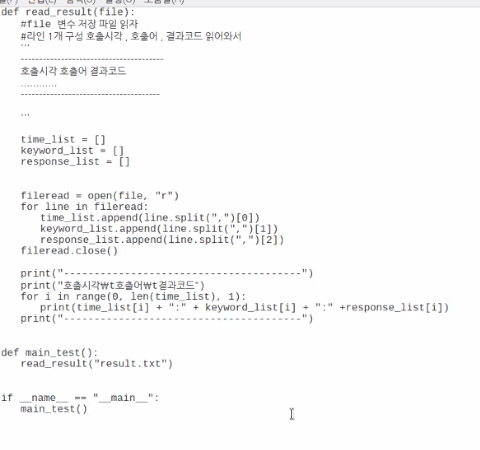 def read_result(file):
    #file 변수 저장 파일 읽자
    #라인 1개 구성 호출시각 , 호출어 , 결과코드 읽어와서
    '''
    ---------------------------------------
    호출시각 호출어 결과코드
    ............
    --------------------------------------
    '''
    time_list = []
    keyword_list = []
    response_list = []
    fileread = open(file, "r")
    for line in fileread:
        time_list.append(line.split(",")[0])
        keyword_list.append(line.split(",")[1])
        response_list.append(line.split(",")[2])
    fileread.close()
    print("---------------------------------------")
    print("호출시각₩t호출어₩t결과코드")
    for i in range(0, len(time_list), 1):
        print(time_list[i] + ":" + keyword_list[i] + ":" +response_list[i])
    print("---------------------------------------")
def main_test():
    read_result("result.txt")
if __name__ == "__main__":
    main_test()